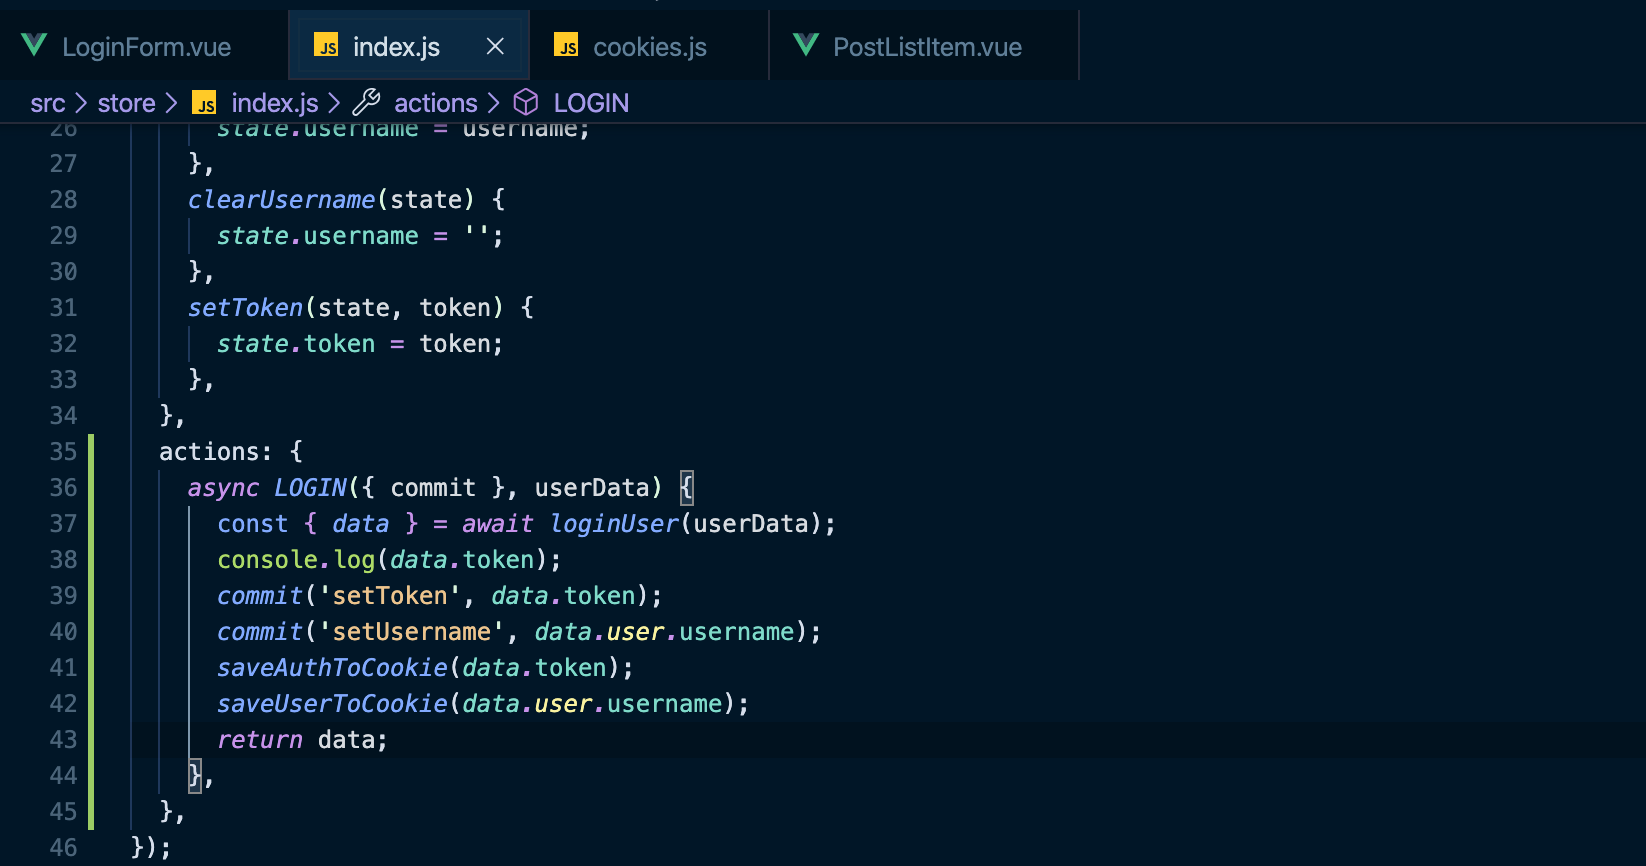 LoginForm.vue
JS index.js
JS cookies.js
PostListItem.vue
src > store > JS index.js > actions > LOGIN
26 state.username = username;
27 },
28 clearUsername(state) {
29 state.username = '';
30 },
31 setToken(state, token) {
32 state.token = token;
33 },
34 },
35 actions: {
36 async LOGIN({ commit }, userData) {
37 const { data } = await loginUser(userData);
38 console.log(data.token);
39 commit('setToken', data.token);
40 commit('setUsername', data.user.username);
41 saveAuthToCookie(data.token);
42 saveUserToCookie(data.user.username);
43 return data;
44 },
45 },
46 });